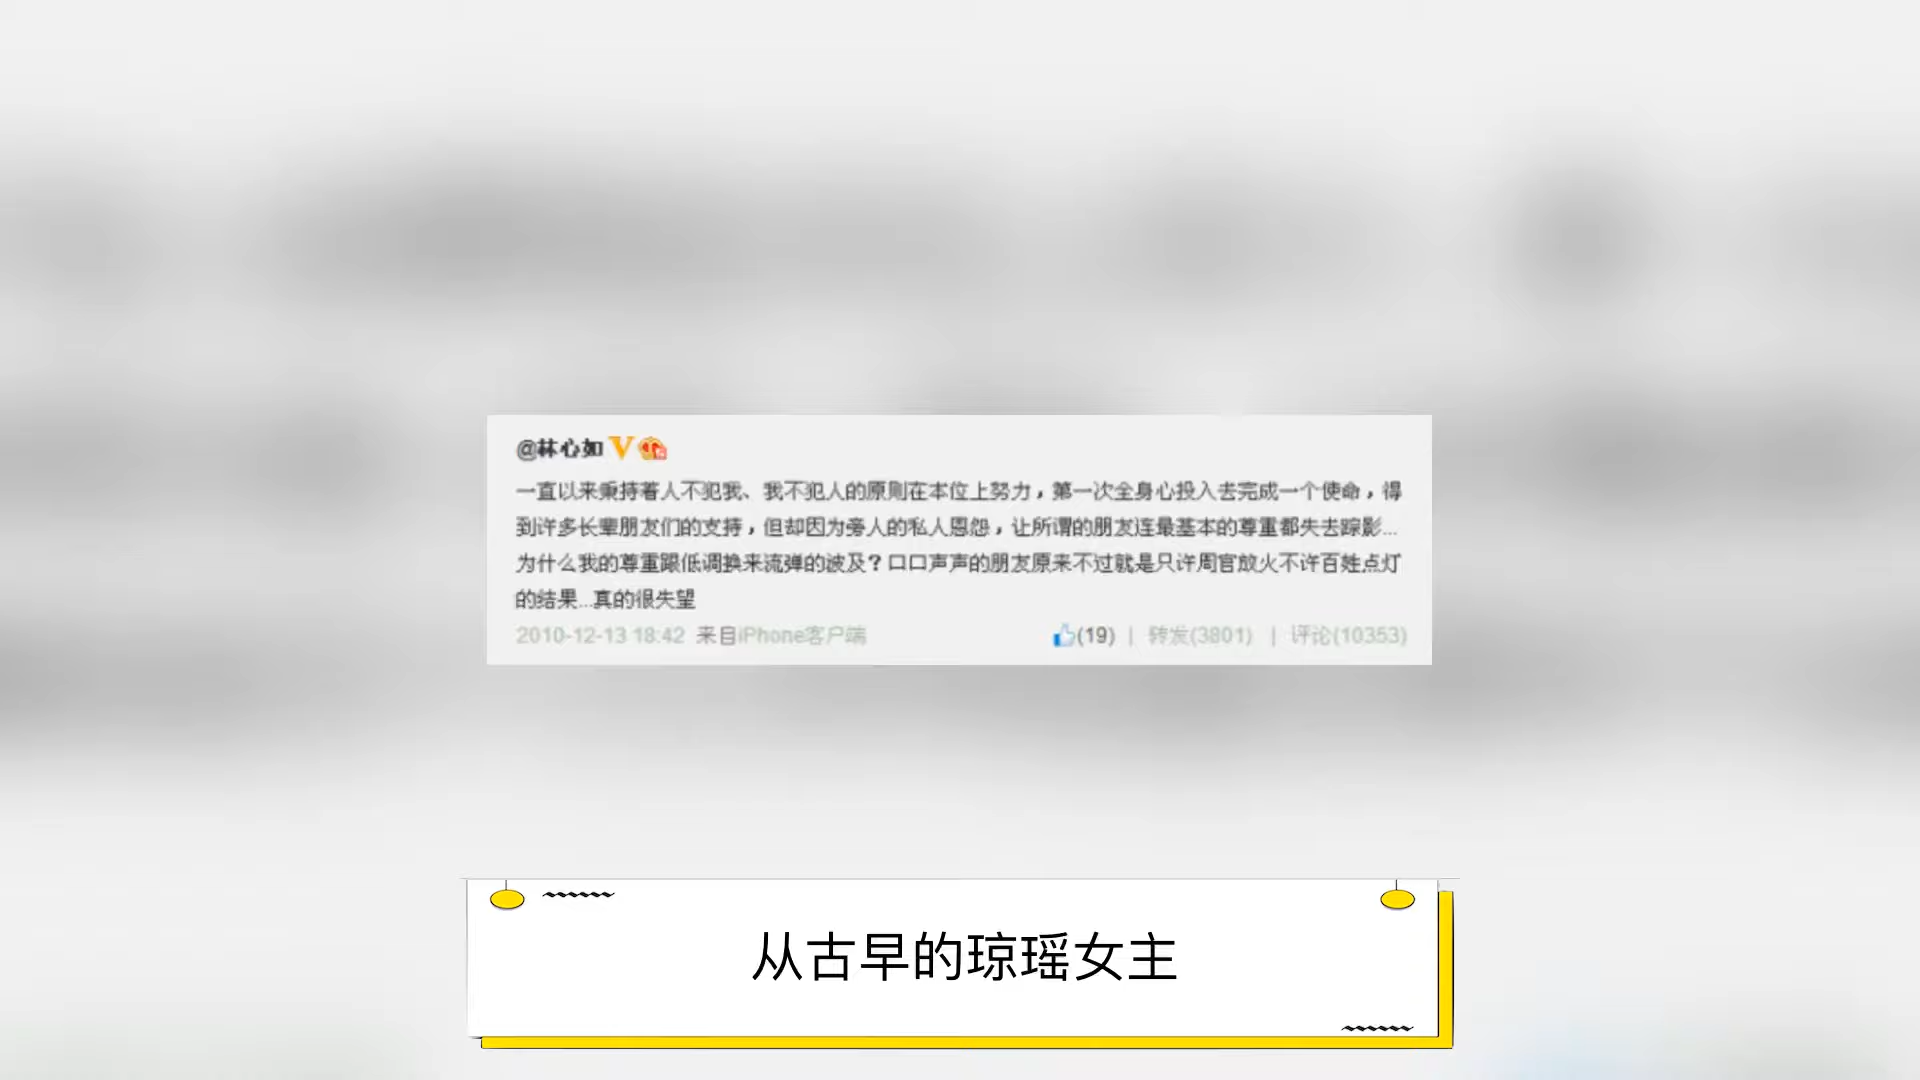 @林心如
一直以来秉持著人不犯我、我不犯人的原则在本位上努力，第一次全身心投入去完成一个使命，得
到许多长辈朋友们的支持，但却因为旁人的私人恩怨，让所谓的朋友连最基本的尊重都失去踪影...
为什么我的尊重跟低调换来流弹的波及？口口声声的朋友原来不过就是只许周官放火不许百姓点灯
的结果...真的很失望
2010-12-13 18:42 来自iPhone客户端 (19) | 转发(3801) | 评论(10353)
从古早的琼瑶女主